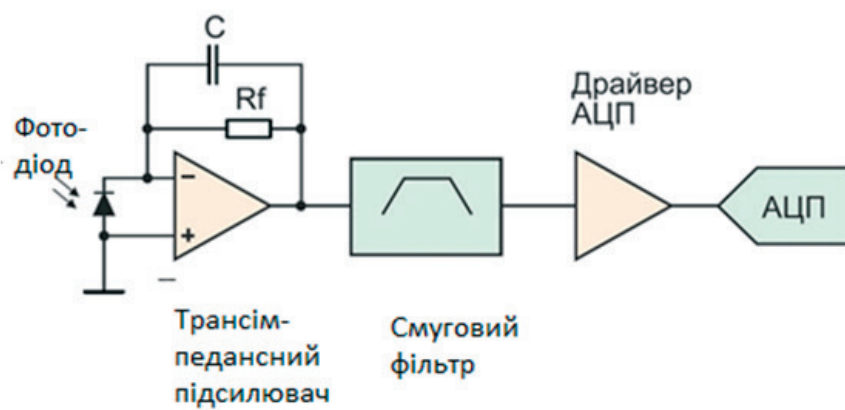 C
Rf
Фото-
діод
−
+
Драйвер
АЦП
АЦП
Трансім-
педансний
підсилювач
Смуговий
фільтр